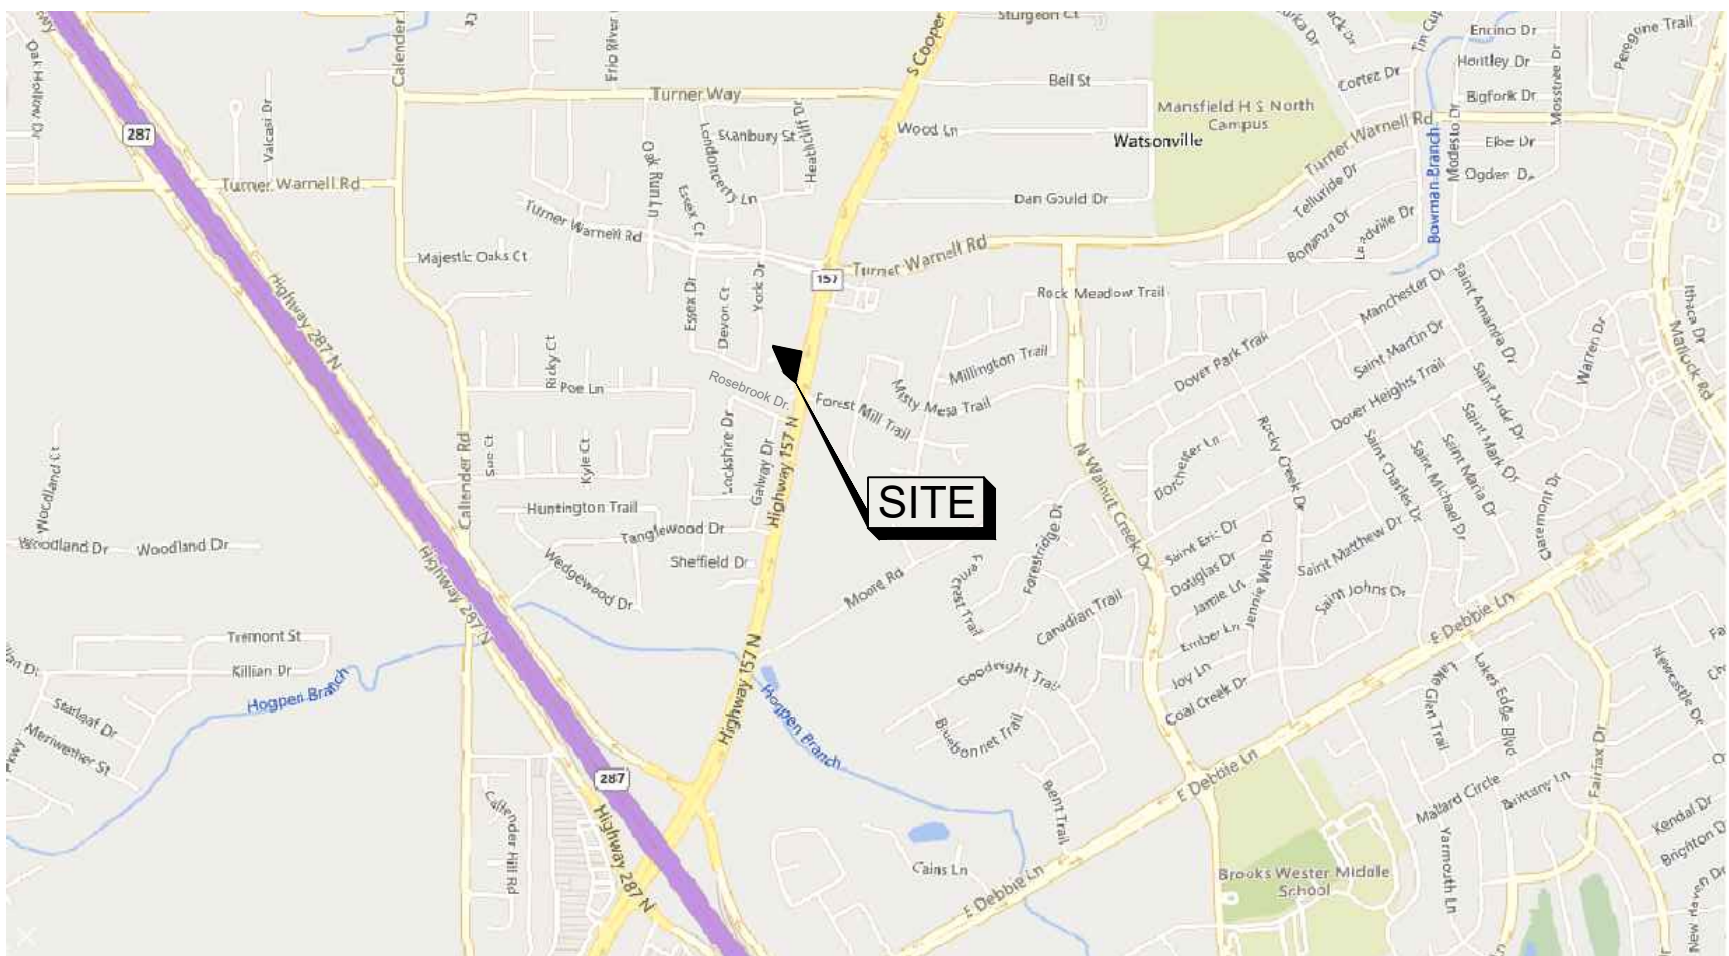 Sturgeon Ct
S Cooper
Encino Dr
Peregrine Trail
Oak Hollow Dr
Calender
Tin Cup
Huntley Dr
Mosstree Dr
Cortez Dr
Bell St
Turner Way
Bigfork Dr
Mansfield H S North
Campus
Valcasi Dr
287
Stanbury St
Heathcliff Dr
Londonderry Ln
Wood Ln
Watsonville
Turner Warnell Rd
Modesto Dr
Elbe Dr
Oak Run Ln
Bowman Branch
Ogden Dr
Turner Warnell Rd
Essex Ct
Dan Gould Dr
Telluride Dr
Leadville Dr
Bonanza Dr
Turner Warnell Rd
Turner Warnell Rd
Majestic Oaks Ct
157
Highway 287 N
Essex Dr
Devon Ct
York Dr
Rock Meadow Trail
Manchester Dr
Saint Amanda Dr
Ithaca Dr
Matlock Rd
Warren Dr
Saint Martin Dr
Ricky Ct
Poe Ln
Millington Trail
Dover Park Trail
Dover Heights Trail
Rosebrook Dr.
Forest Mill Trail
Misty Mesa Trail
Saint Jude Dr
Saint Mark Dr
Woodland Ct
Callender Rd
Sue Ct
Kyle Ct
Lockshire Dr
Galway Dr
Highway 157 N
SITE
N Walnut Creek Dr
Dorchester Ln
Rocky Creek Dr
Saint Charles Dr
Saint Michael Dr
Saint Maria Dr
Claremont Dr
Huntington Trail
Tanglewood Dr
Woodland Dr
Woodland Dr
Highway 287 N
Wedgewood Dr
Sheffield Dr
Moore Rd
Forestridge Dr
Saint Eric Dr
Douglas Dr
Jamie Ln
Jennie Wells Dr
Saint Matthew Dr
Saint Johns Dr
E Debbie Ln
Canadian Trail
Ember Ln
Tremont St
Killian Dr
Hogpen Branch
Highway 157 N
Hogpen Branch
Goodnight Trail
Joy Ln
Coal Creek Dr
Lake Glen Trail
Lakes Edge Blvd
Newcastle Dr
Starleaf Dr
Meriwether St
Pkwy
Bluebonnet Trail
Fairfax Dr
287
E Debbie Ln
Callender Hill Rd
Highway 287 N
Bent Trail
Mallard Circle
Brittany Ln
Kendal Dr
Brighton D
Yarmouth Ln
Cains Ln
E Debbie Ln
Brooks Wester Middle
School
New Haven Dr